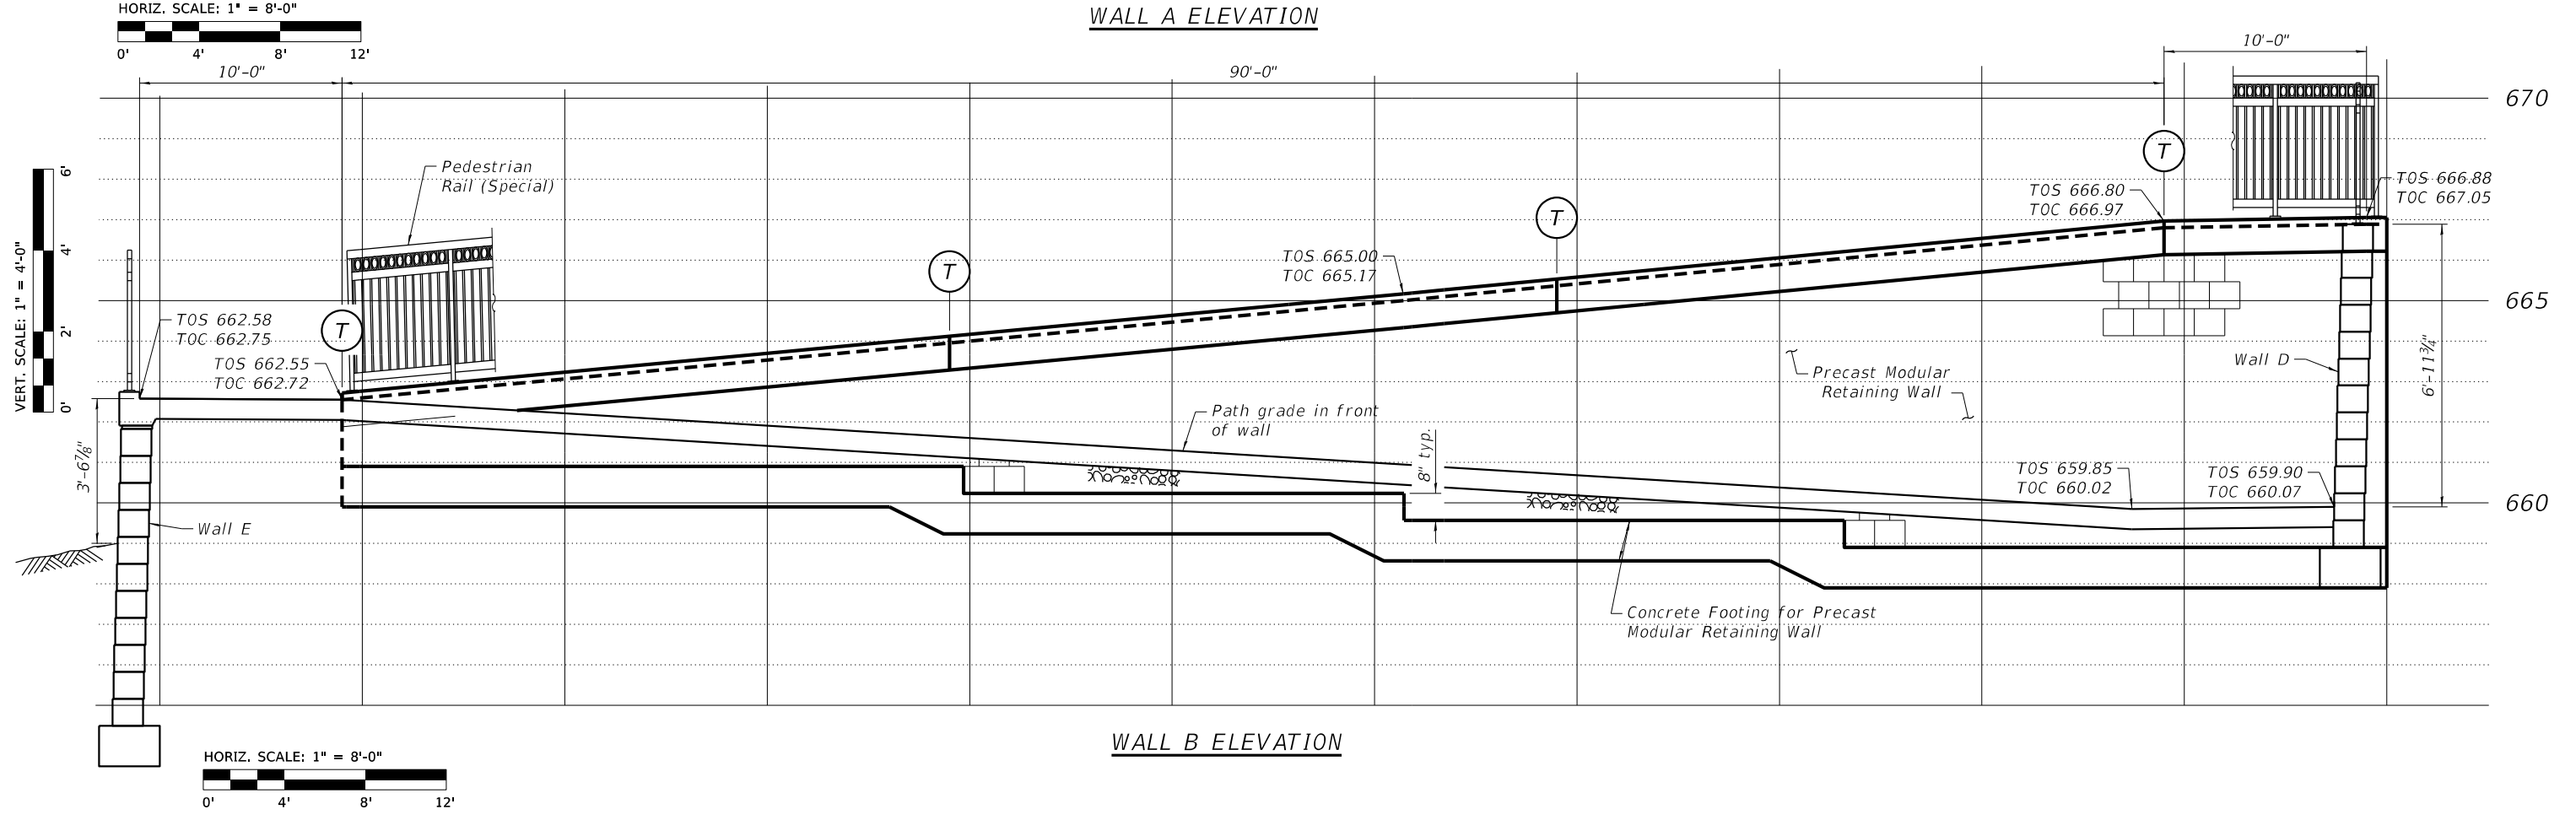 HORIZ. SCALE: 1" = 8'-0"
0' 4' 8' 12'
WALL A ELEVATION
10'-0"
90'-0"
10'-0"
670
665
660
VERT. SCALE: 1" = 4'-0"
0' 2' 4' 6'
Pedestrian
Rail (Special)
T
T
T
T
TOS 662.58
TOC 662.75
TOS 662.55
TOC 662.72
TOS 665.00
TOC 665.17
TOS 666.80
TOC 666.97
TOS 666.88
TOC 667.05
Precast Modular
Retaining Wall
Wall D
6'-11¾"
Path grade in front
of wall
8" typ.
3'-6⅞"
Wall E
TOS 659.85
TOC 660.02
TOS 659.90
TOC 660.07
Concrete Footing for Precast
Modular Retaining Wall
WALL B ELEVATION
HORIZ. SCALE: 1" = 8'-0"
0' 4' 8' 12'